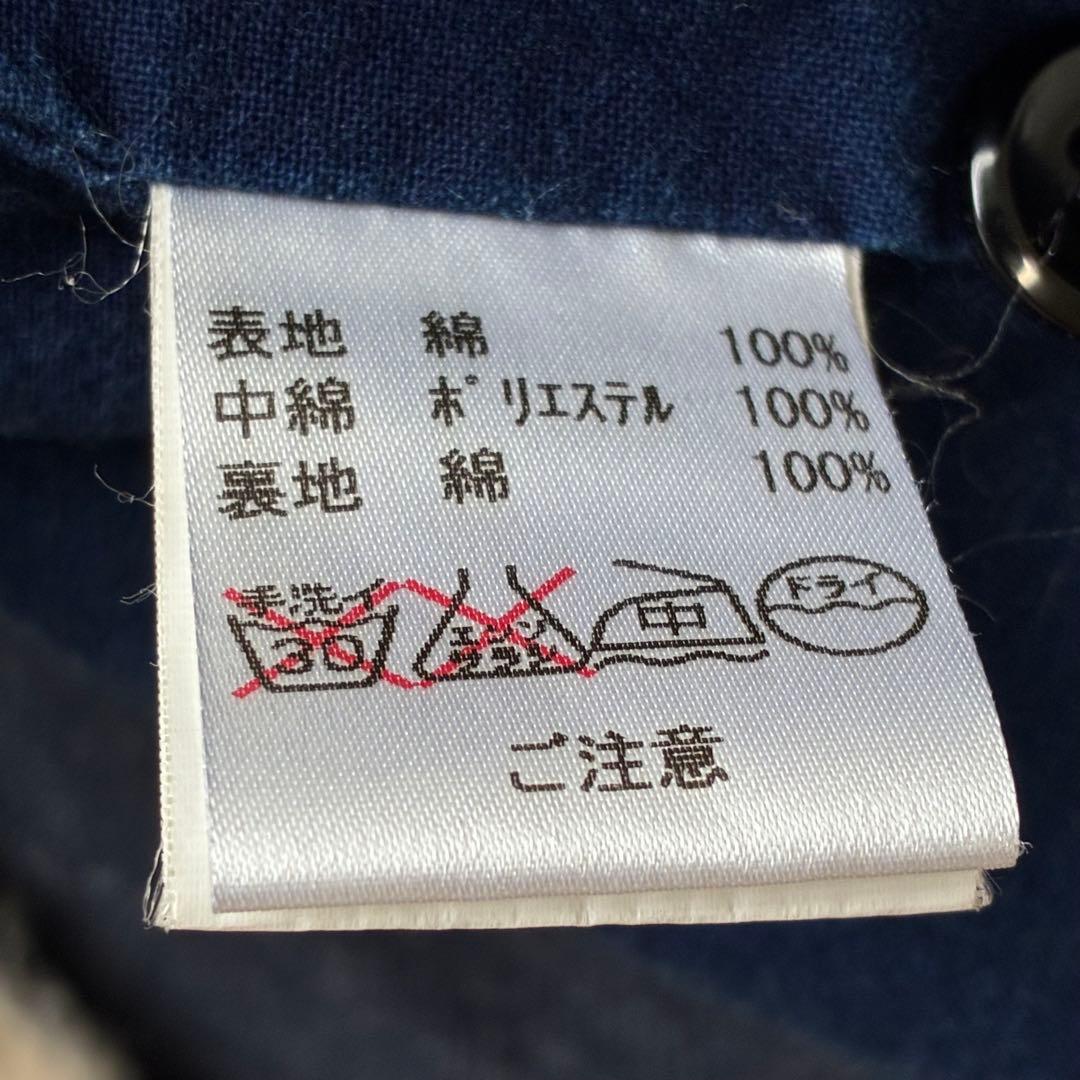 表地 綿 100%
中綿 ポリエステル 100%
裏地 綿 100%
手洗イ 30 エンソ サラシ 中 ドライ
ご注意